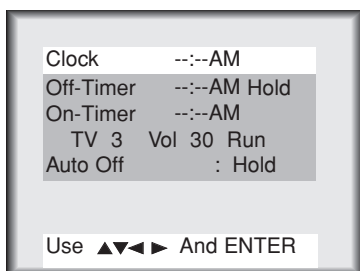 Clock --:--AM
Off-Timer --:--AM Hold
On-Timer --:--AM
TV 3 Vol 30 Run
Auto Off : Hold
Use ▲▼◄ ► And ENTER